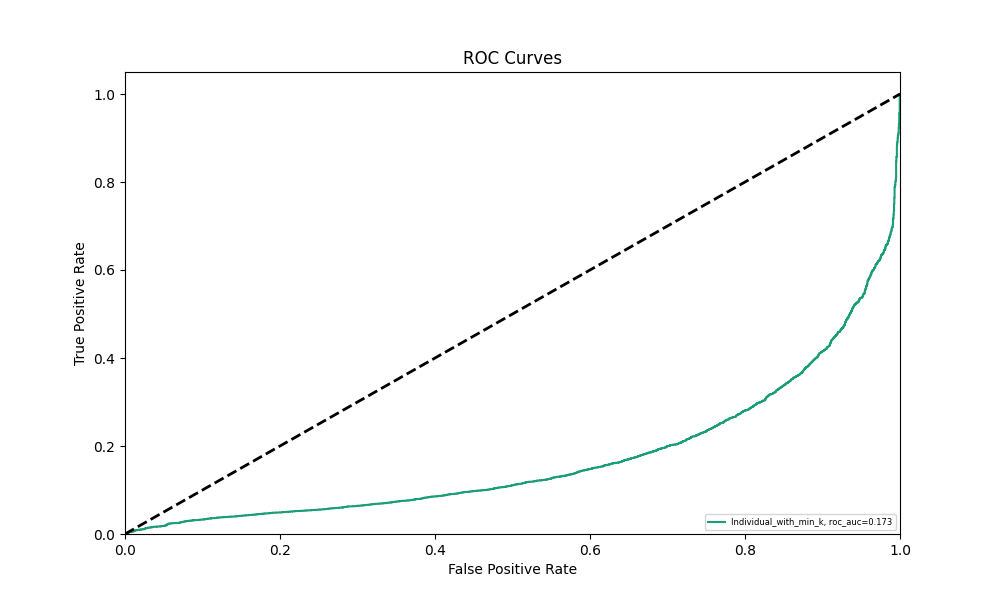 ROC Curves
True Positive Rate
1.0
0.8
0.6
0.4
0.2
0.0
0.0 0.2 0.4 0.6 0.8 1.0
False Positive Rate
Individual_with_min_k, roc_auc=0.173